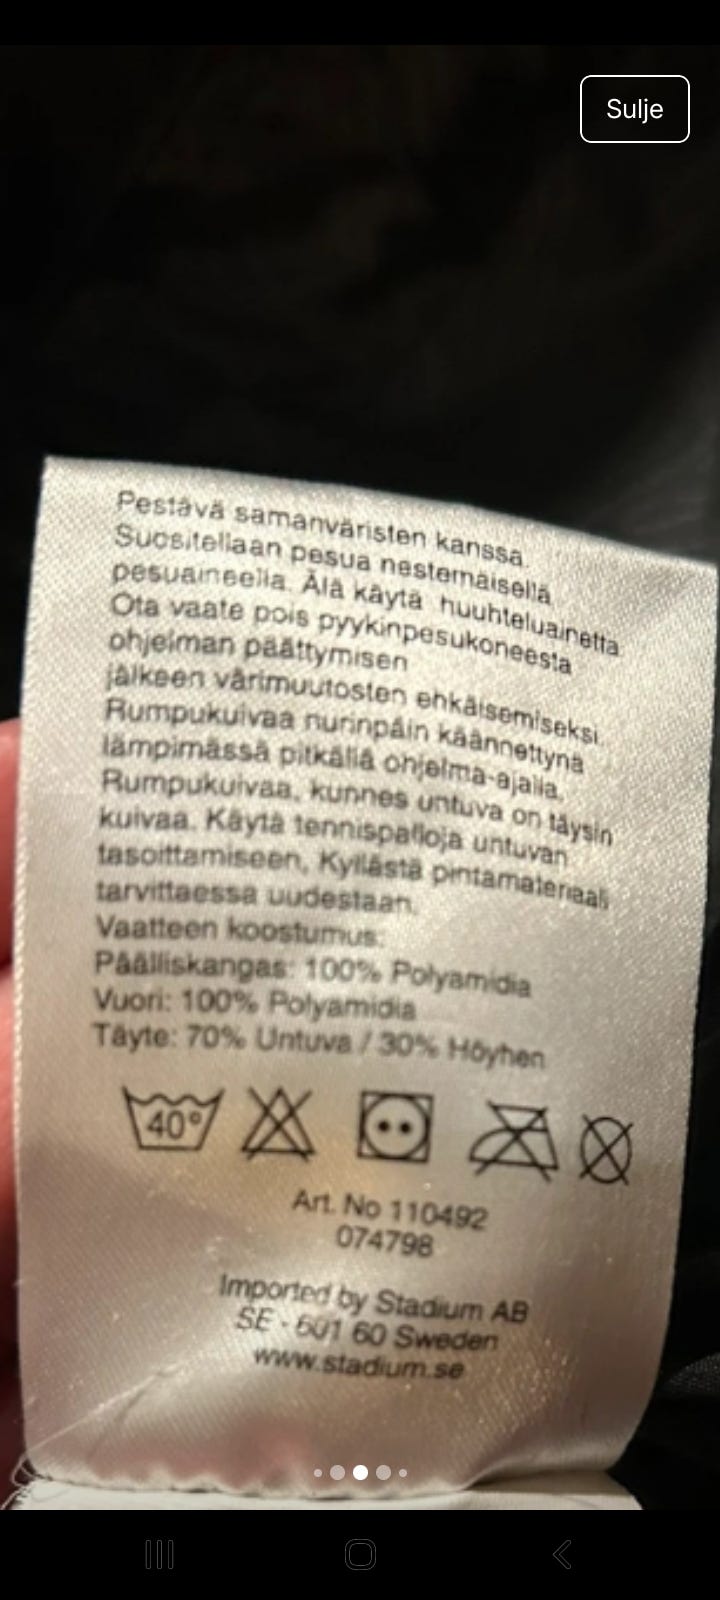 Sulje
Pestävä samanväristen kanssa.
Suositellaan pesua nestemäisellä
pesuaineella. Älä käytä huuhteluainetta.
Ota vaate pois pyykinpesukoneesta
ohjelman päättymisen
jälkeen värimuutosten ehkäisemiseksi.
Rumpukuivaa nurinpäin käännettynä
lämpimässä pitkällä ohjelma-ajalla.
Rumpukuivaa, kunnes untuva on täysin
kuivaa. Käytä tennispalloja untuvan
tasoittamiseen. Kyllästä pintamateriaali
tarvittaessa uudestaan.
Vaatteen koostumus:
Päälliskangas: 100% Polyamidia
Vuori: 100% Polyamidia
Täyte: 70% Untuva / 30% Höyhen
40°
Art. No 110492
074798
Imported by Stadium AB
SE - 601 60 Sweden
www.stadium.se